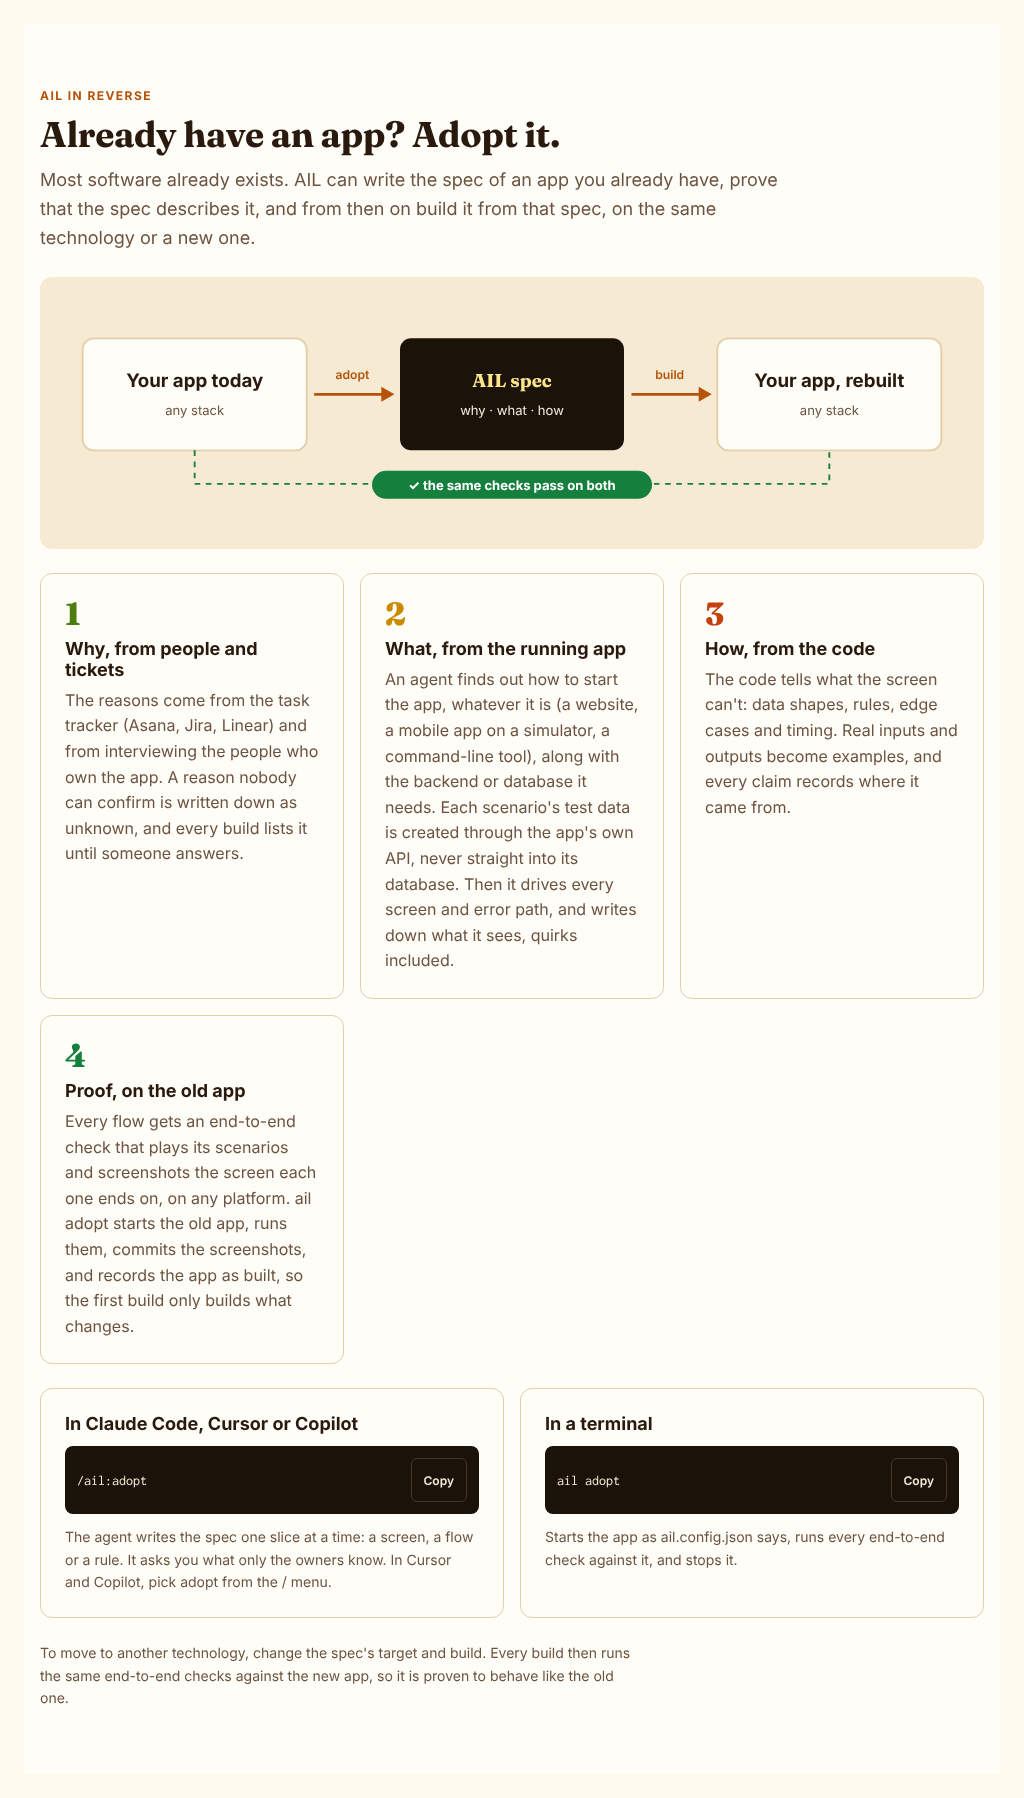 AIL IN REVERSE
Already have an app? Adopt it.
Most software already exists. AIL can write the spec of an app you already have, prove
that the spec describes it, and from then on build it from that spec, on the same
technology or a new one.
Your app today
any stack
adopt
AIL spec
why · what · how
build
Your app, rebuilt
any stack
✓ the same checks pass on both
1
Why, from people and
tickets
The reasons come from the task
tracker (Asana, Jira, Linear) and
from interviewing the people who
own the app. A reason nobody
can confirm is written down as
unknown, and every build lists it
until someone answers.
2
What, from the running app
An agent finds out how to start
the app, whatever it is (a website,
a mobile app on a simulator, a
command-line tool), along with
the backend or database it
needs. Each scenario's test data
is created through the app's own
API, never straight into its
database. Then it drives every
screen and error path, and writes
down what it sees, quirks
included.
3
How, from the code
The code tells what the screen
can't: data shapes, rules, edge
cases and timing. Real inputs and
outputs become examples, and
every claim records where it
came from.
4
Proof, on the old app
Every flow gets an end-to-end
check that plays its scenarios
and screenshots the screen each
one ends on, on any platform. ail
adopt starts the old app, runs
them, commits the screenshots,
and records the app as built, so
the first build only builds what
changes.
In Claude Code, Cursor or Copilot
/ail:adopt
Copy
The agent writes the spec one slice at a time: a screen, a flow
or a rule. It asks you what only the owners know. In Cursor
and Copilot, pick adopt from the / menu.
In a terminal
ail adopt
Copy
Starts the app as ail.config.json says, runs every end-to-end
check against it, and stops it.
To move to another technology, change the spec's target and build. Every build then runs
the same end-to-end checks against the new app, so it is proven to behave like the old
one.